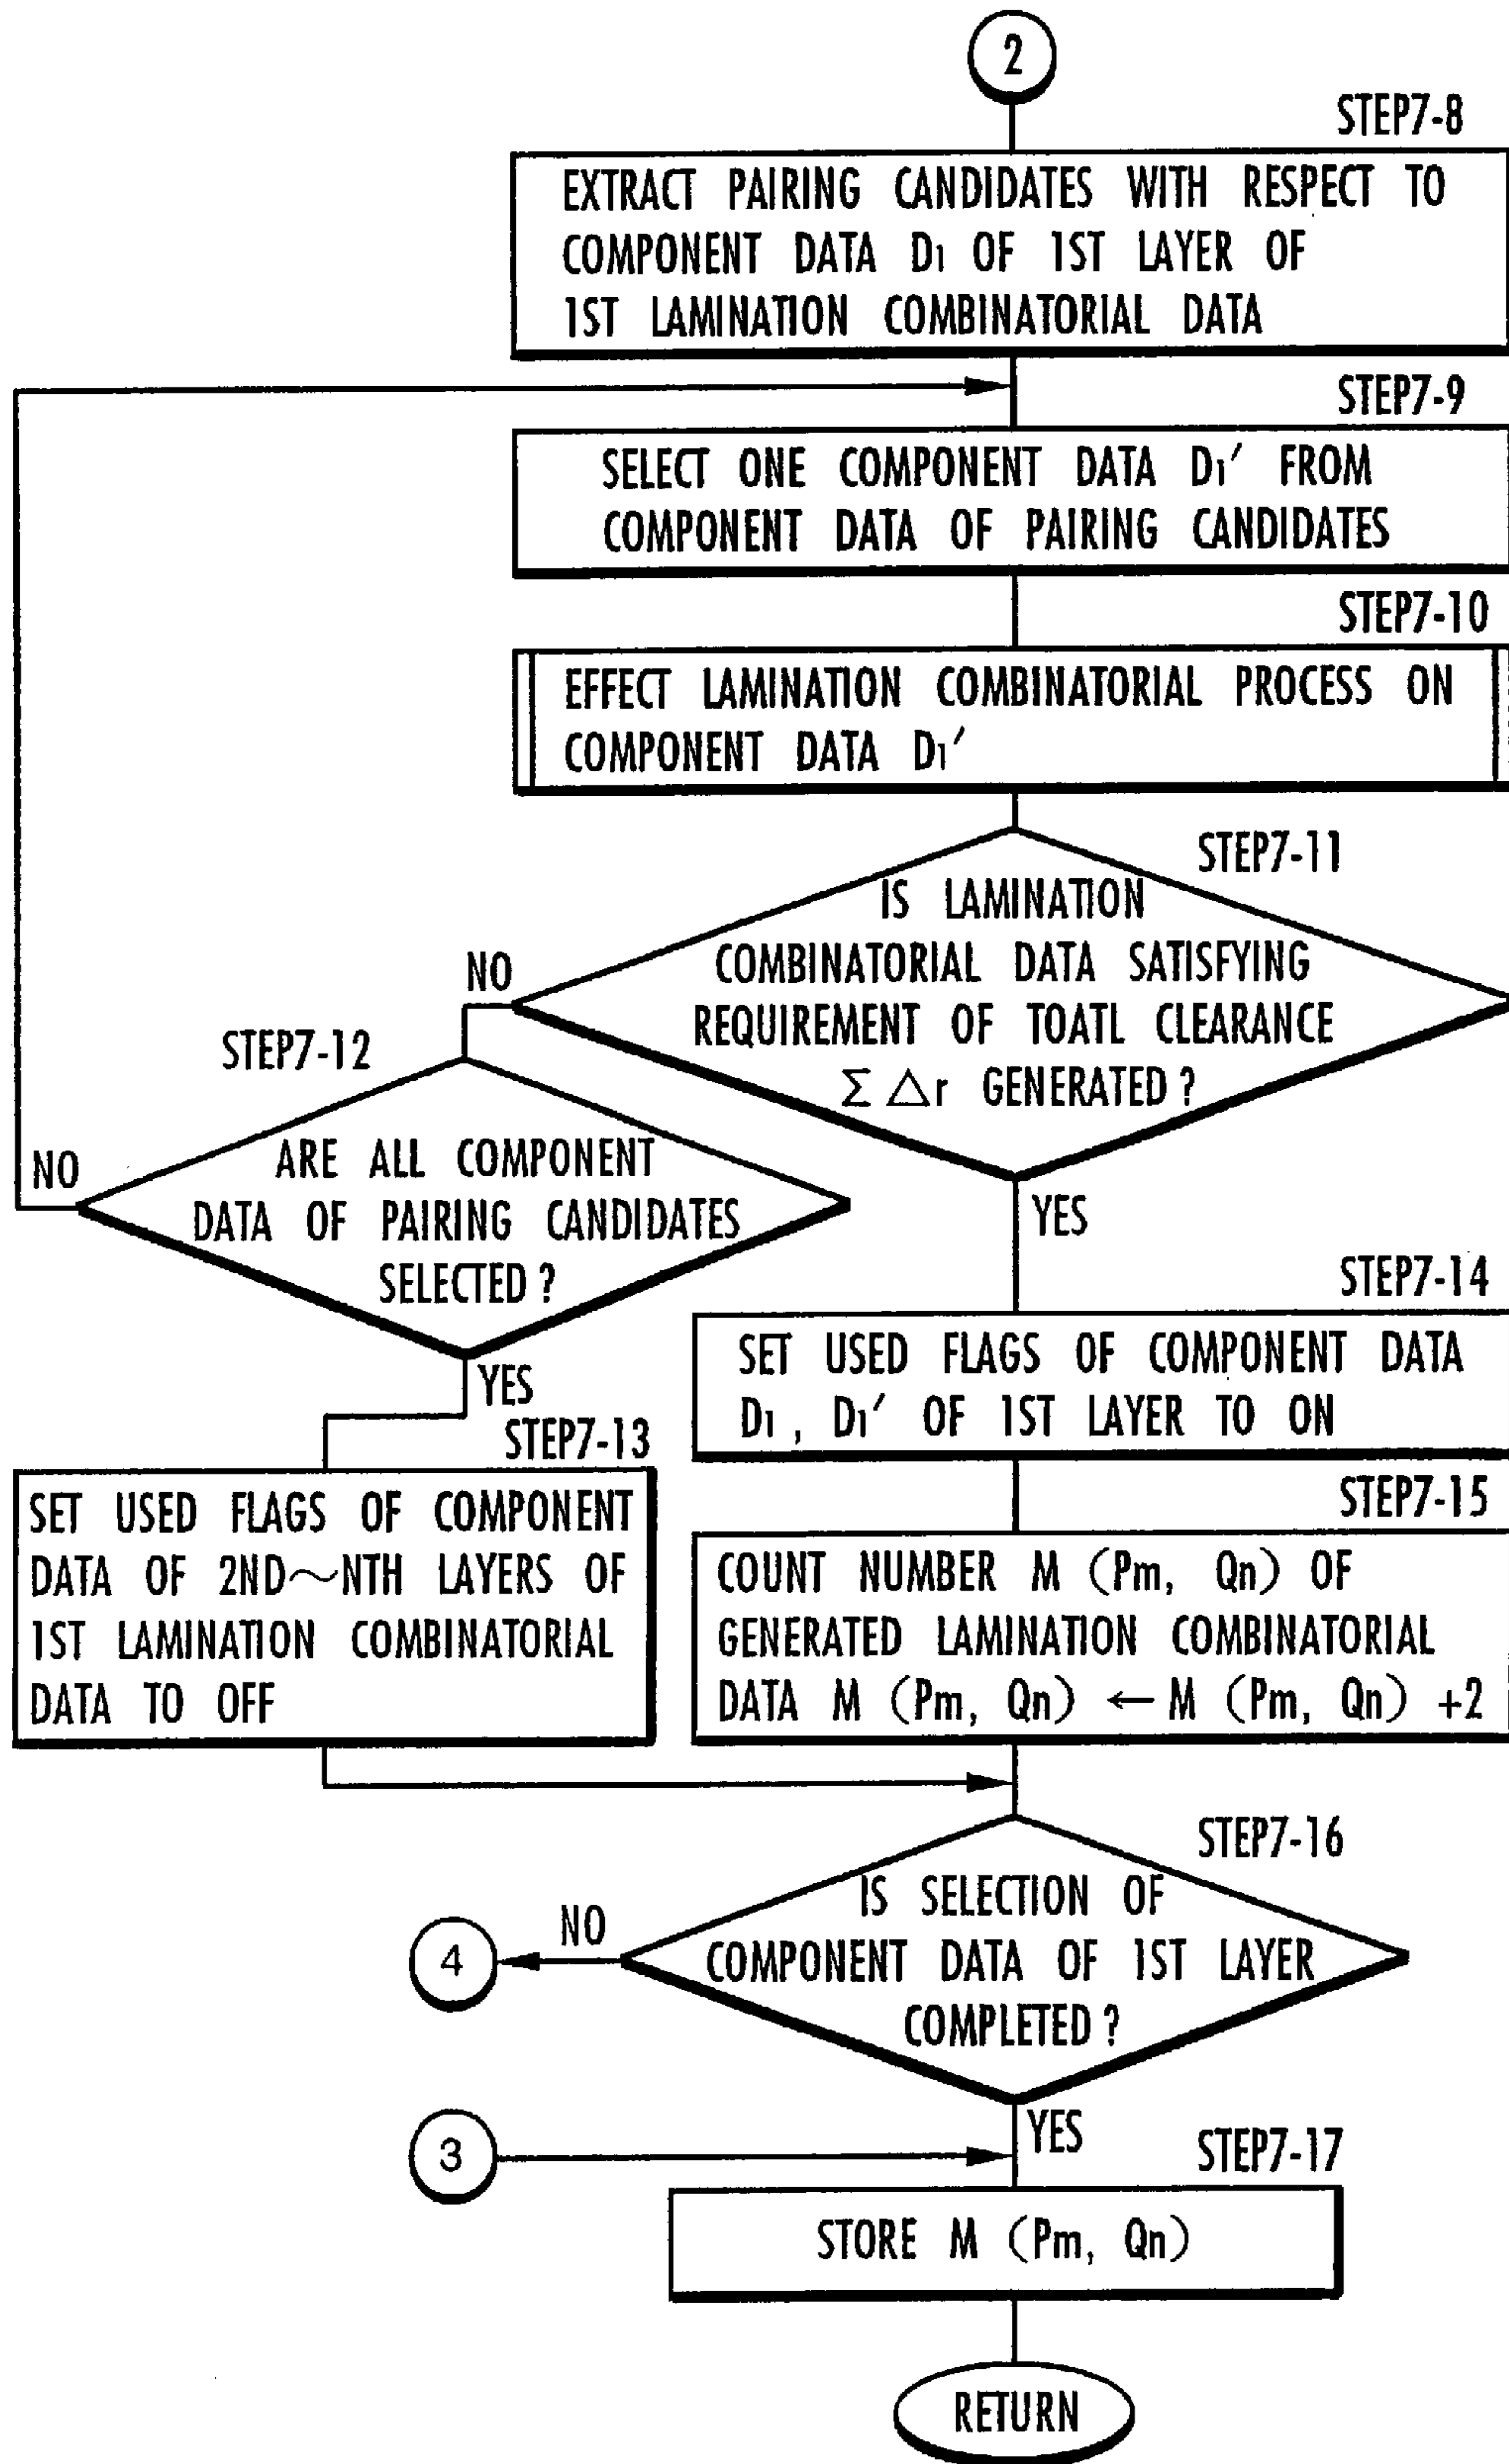 2
STEP7-8
EXTRACT PAIRING CANDIDATES WITH RESPECT TO
COMPONENT DATA D1 OF 1ST LAYER OF
1ST LAMINATION COMBINATORIAL DATA
STEP7-9
SELECT ONE COMPONENT DATA D1′ FROM
COMPONENT DATA OF PAIRING CANDIDATES
STEP7-10
EFFECT LAMINATION COMBINATORIAL PROCESS ON
COMPONENT DATA D1′
STEP7-11
IS LAMINATION
COMBINATORIAL DATA SATISFYING
REQUIREMENT OF TOATL CLEARANCE
Σ △r GENERATED ?
NO
YES
STEP7-12
ARE ALL COMPONENT
DATA OF PAIRING CANDIDATES
SELECTED ?
NO
YES
STEP7-13
SET USED FLAGS OF COMPONENT
DATA OF 2ND～NTH LAYERS OF
1ST LAMINATION COMBINATORIAL
DATA TO OFF
STEP7-14
SET USED FLAGS OF COMPONENT DATA
D1 , D1′ OF 1ST LAYER TO ON
STEP7-15
COUNT NUMBER M (Pm, Qn) OF
GENERATED LAMINATION COMBINATORIAL
DATA M (Pm, Qn) ← M (Pm, Qn) +2
STEP7-16
IS SELECTION OF
COMPONENT DATA OF 1ST LAYER
COMPLETED ?
NO
4
YES
3
STEP7-17
STORE M (Pm, Qn)
RETURN